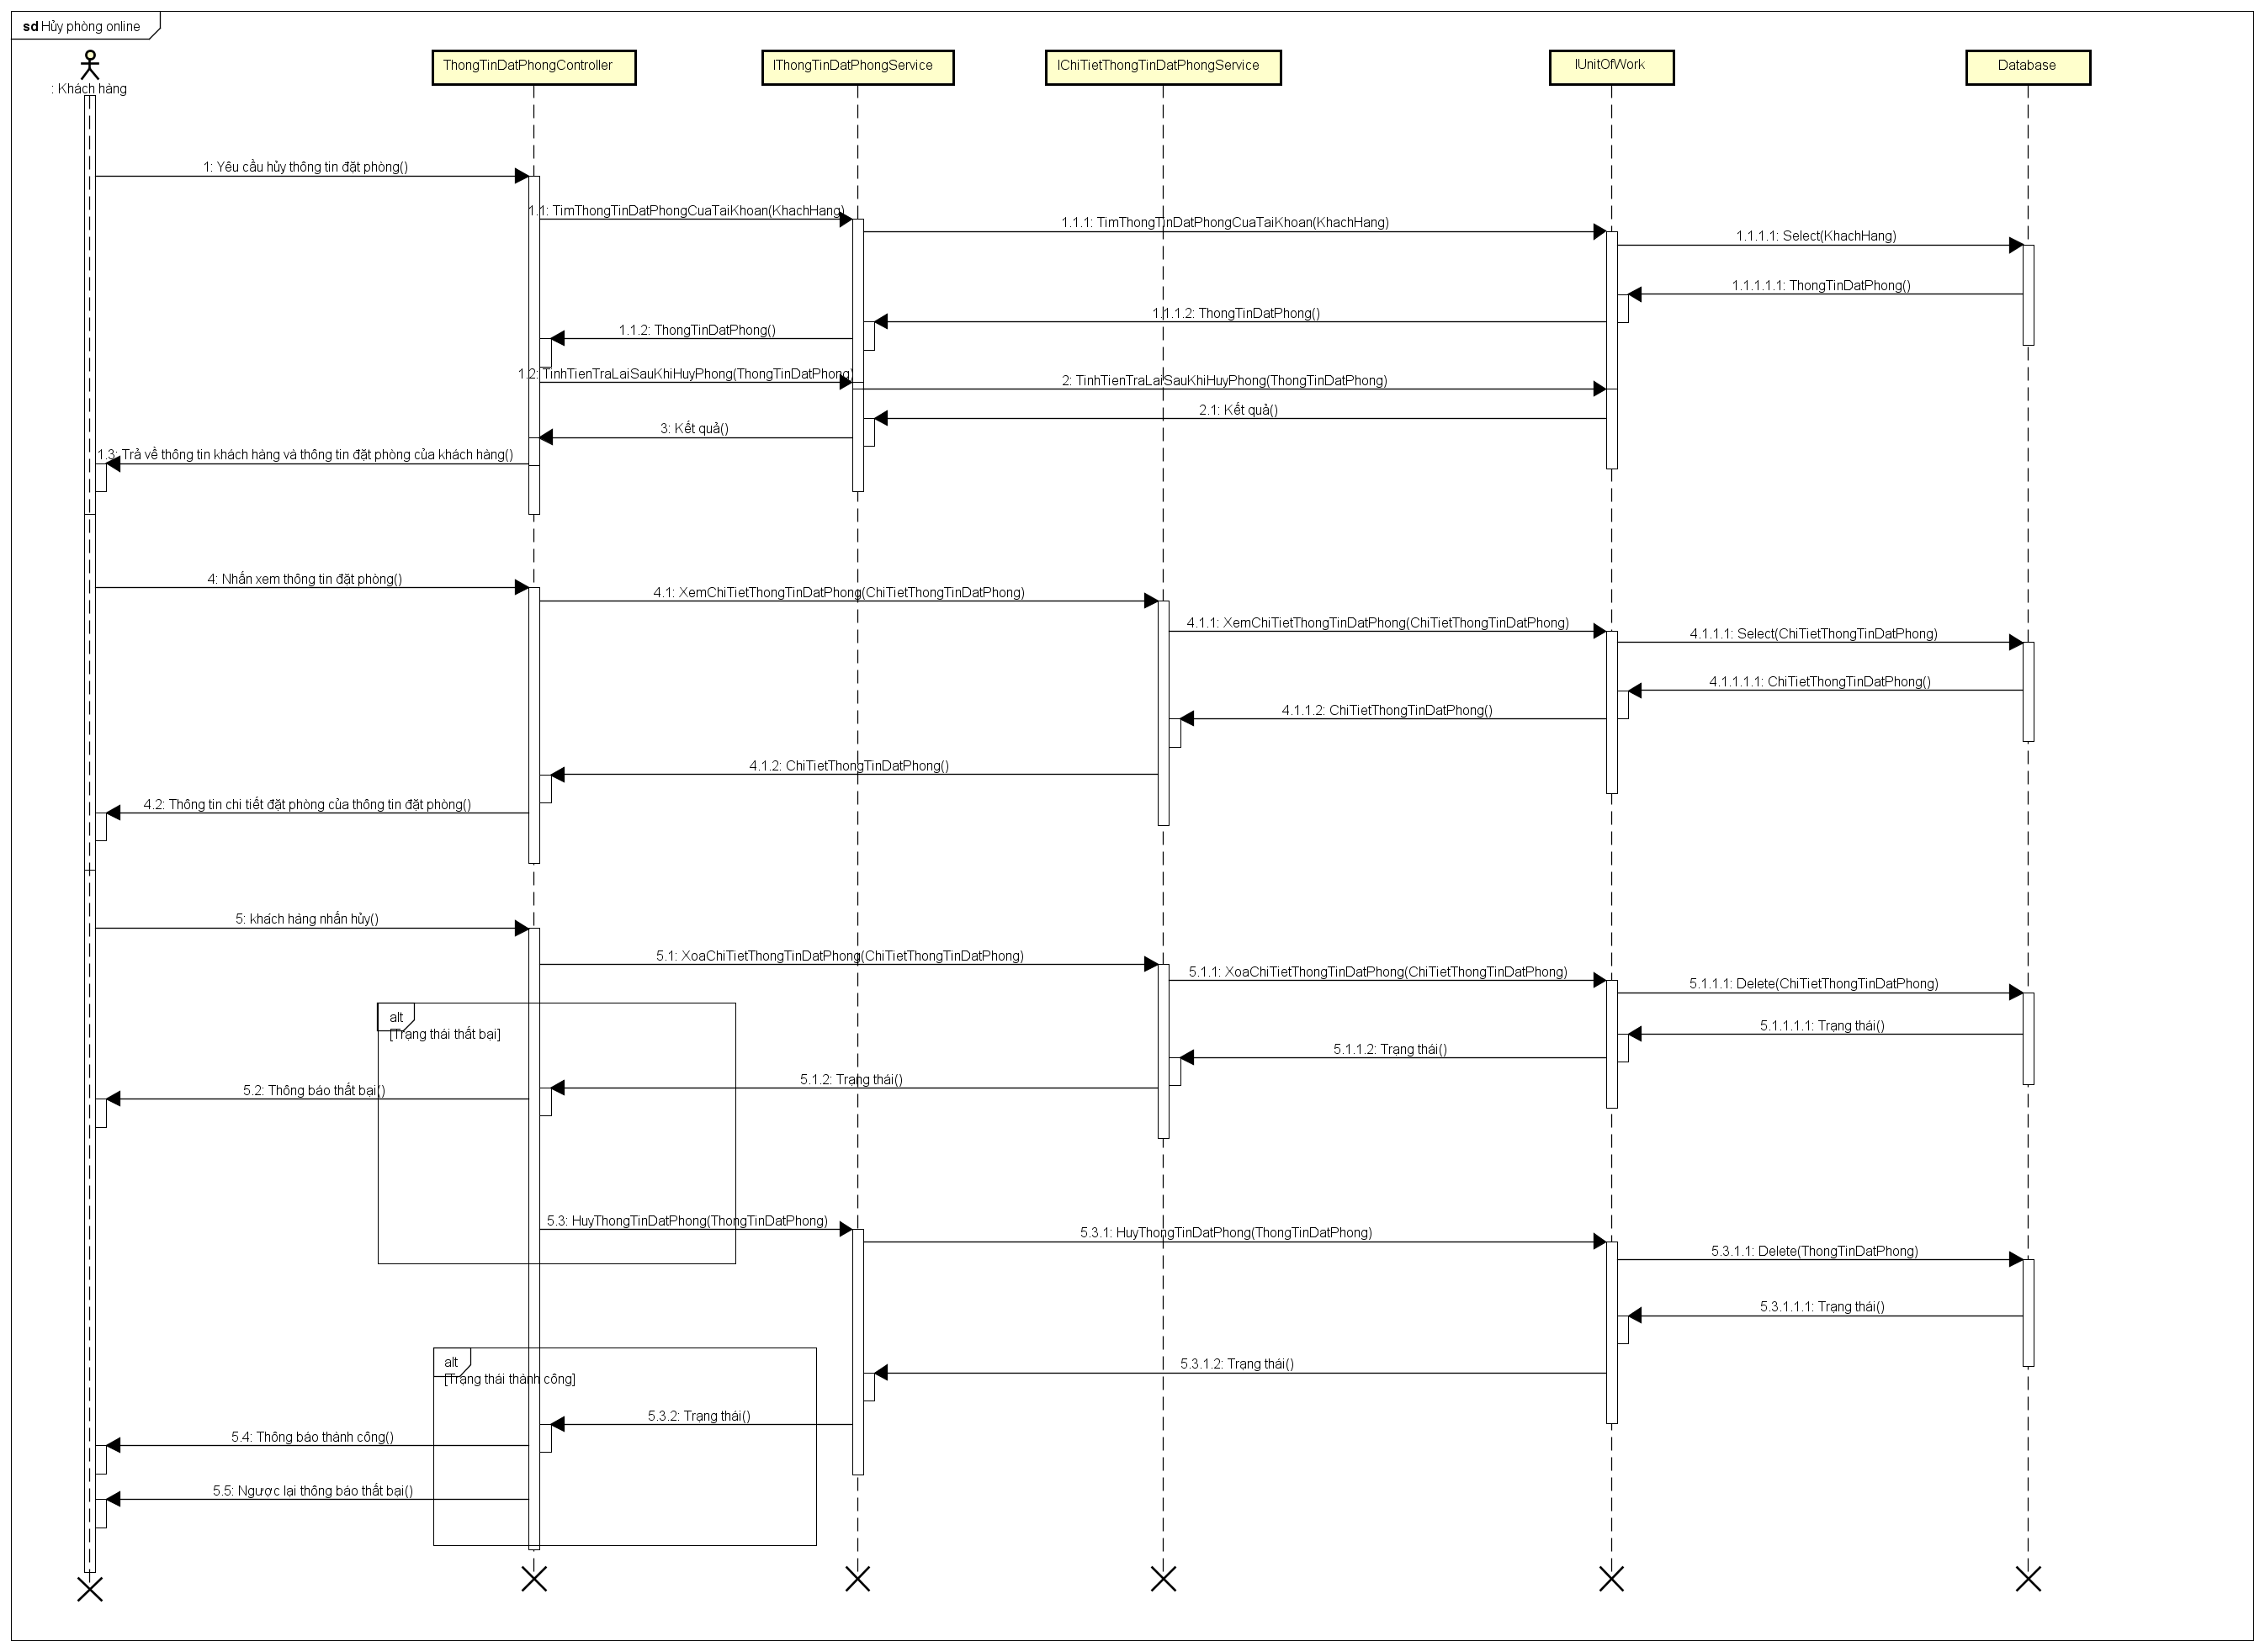 sd Hủy phòng online
: Khách hàng
ThongTinDatPhongController
IThongTinDatPhongService
IChiTietThongTinDatPhongService
IUnitOfWork
Database
1: Yêu cầu hủy thông tin đặt phòng()
1.1: TimThongTinDatPhongCuaTaiKhoan(KhachHang)
1.1.1: TimThongTinDatPhongCuaTaiKhoan(KhachHang)
1.1.1.1: Select(KhachHang)
1.1.1.1.1: ThongTinDatPhong()
1.1.1.2: ThongTinDatPhong()
1.1.2: ThongTinDatPhong()
1.2: TinhTienTraLaiSauKhiHuyPhong(ThongTinDatPhong)
2: TinhTienTraLaiSauKhiHuyPhong(ThongTinDatPhong)
2.1: Kết quả()
3: Kết quả()
1.3: Trả về thông tin khách hàng và thông tin đặt phòng của khách hàng()
4: Nhấn xem thông tin đặt phòng()
4.1: XemChiTietThongTinDatPhong(ChiTietThongTinDatPhong)
4.1.1: XemChiTietThongTinDatPhong(ChiTietThongTinDatPhong)
4.1.1.1: Select(ChiTietThongTinDatPhong)
4.1.1.1.1: ChiTietThongTinDatPhong()
4.1.1.2: ChiTietThongTinDatPhong()
4.1.2: ChiTietThongTinDatPhong()
4.2: Thông tin chi tiết đặt phòng của thông tin đặt phòng()
5: khách hàng nhấn hủy()
5.1: XoaChiTietThongTinDatPhong(ChiTietThongTinDatPhong)
5.1.1: XoaChiTietThongTinDatPhong(ChiTietThongTinDatPhong)
5.1.1.1: Delete(ChiTietThongTinDatPhong)
alt
[Trạng thái thất bại]
5.1.1.1.1: Trạng thái()
5.1.1.2: Trạng thái()
5.1.2: Trạng thái()
5.2: Thông báo thất bại()
5.3: HuyThongTinDatPhong(ThongTinDatPhong)
5.3.1: HuyThongTinDatPhong(ThongTinDatPhong)
5.3.1.1: Delete(ThongTinDatPhong)
5.3.1.1.1: Trạng thái()
alt
[Trạng thái thành công]
5.3.1.2: Trạng thái()
5.3.2: Trạng thái()
5.4: Thông báo thành công()
5.5: Ngược lại thông báo thất bại()